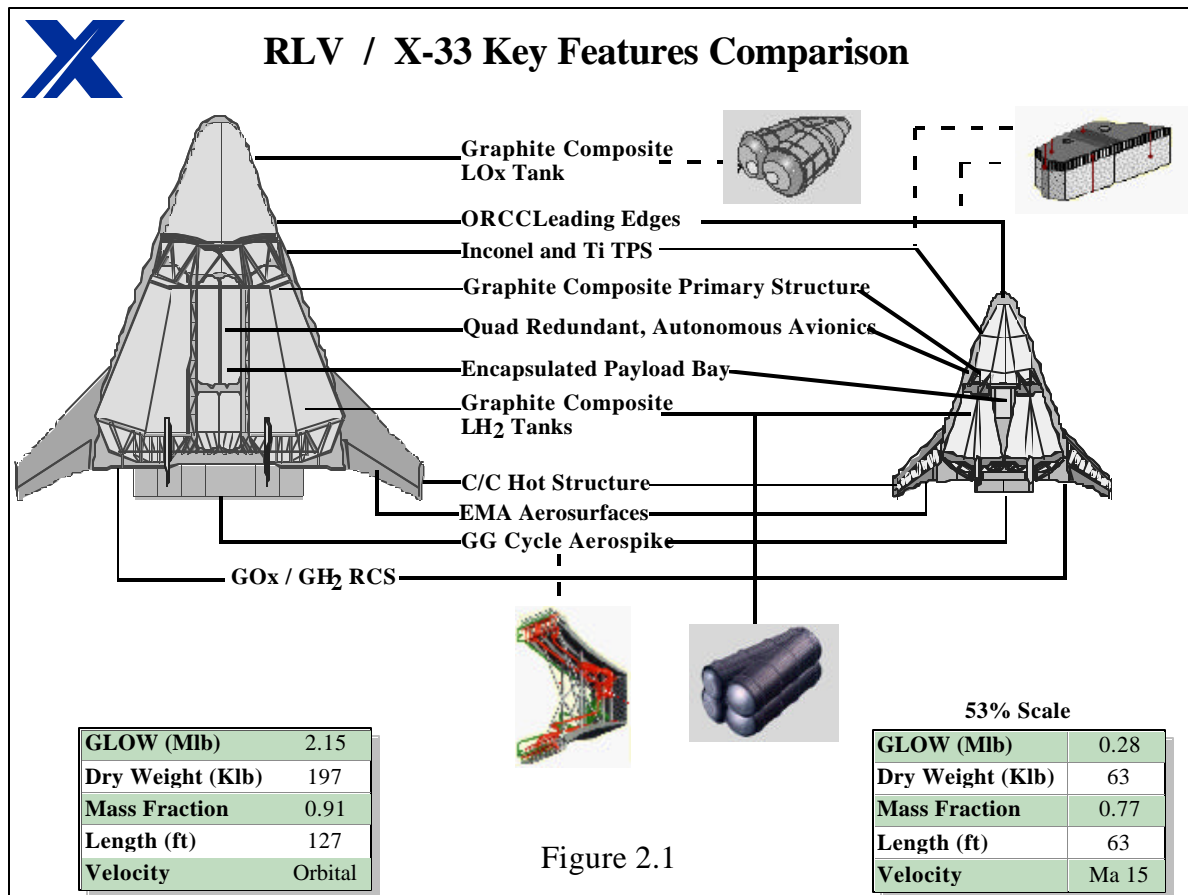 RLV / X-33 Key Features Comparison
Graphite Composite
LOx Tank
ORCCLeading Edges
Inconel and Ti TPS
Graphite Composite Primary Structure
Quad Redundant, Autonomous Avionics
Encapsulated Payload Bay
Graphite Composite
LH2 Tanks
C/C Hot Structure
EMA Aerosurfaces
GG Cycle Aerospike
GOx / GH2 RCS
GLOW (Mlb) 2.15
Dry Weight (Klb) 197
Mass Fraction 0.91
Length (ft) 127
Velocity Orbital
Figure 2.1
53% Scale
GLOW (Mlb) 0.28
Dry Weight (Klb) 63
Mass Fraction 0.77
Length (ft) 63
Velocity Ma 15